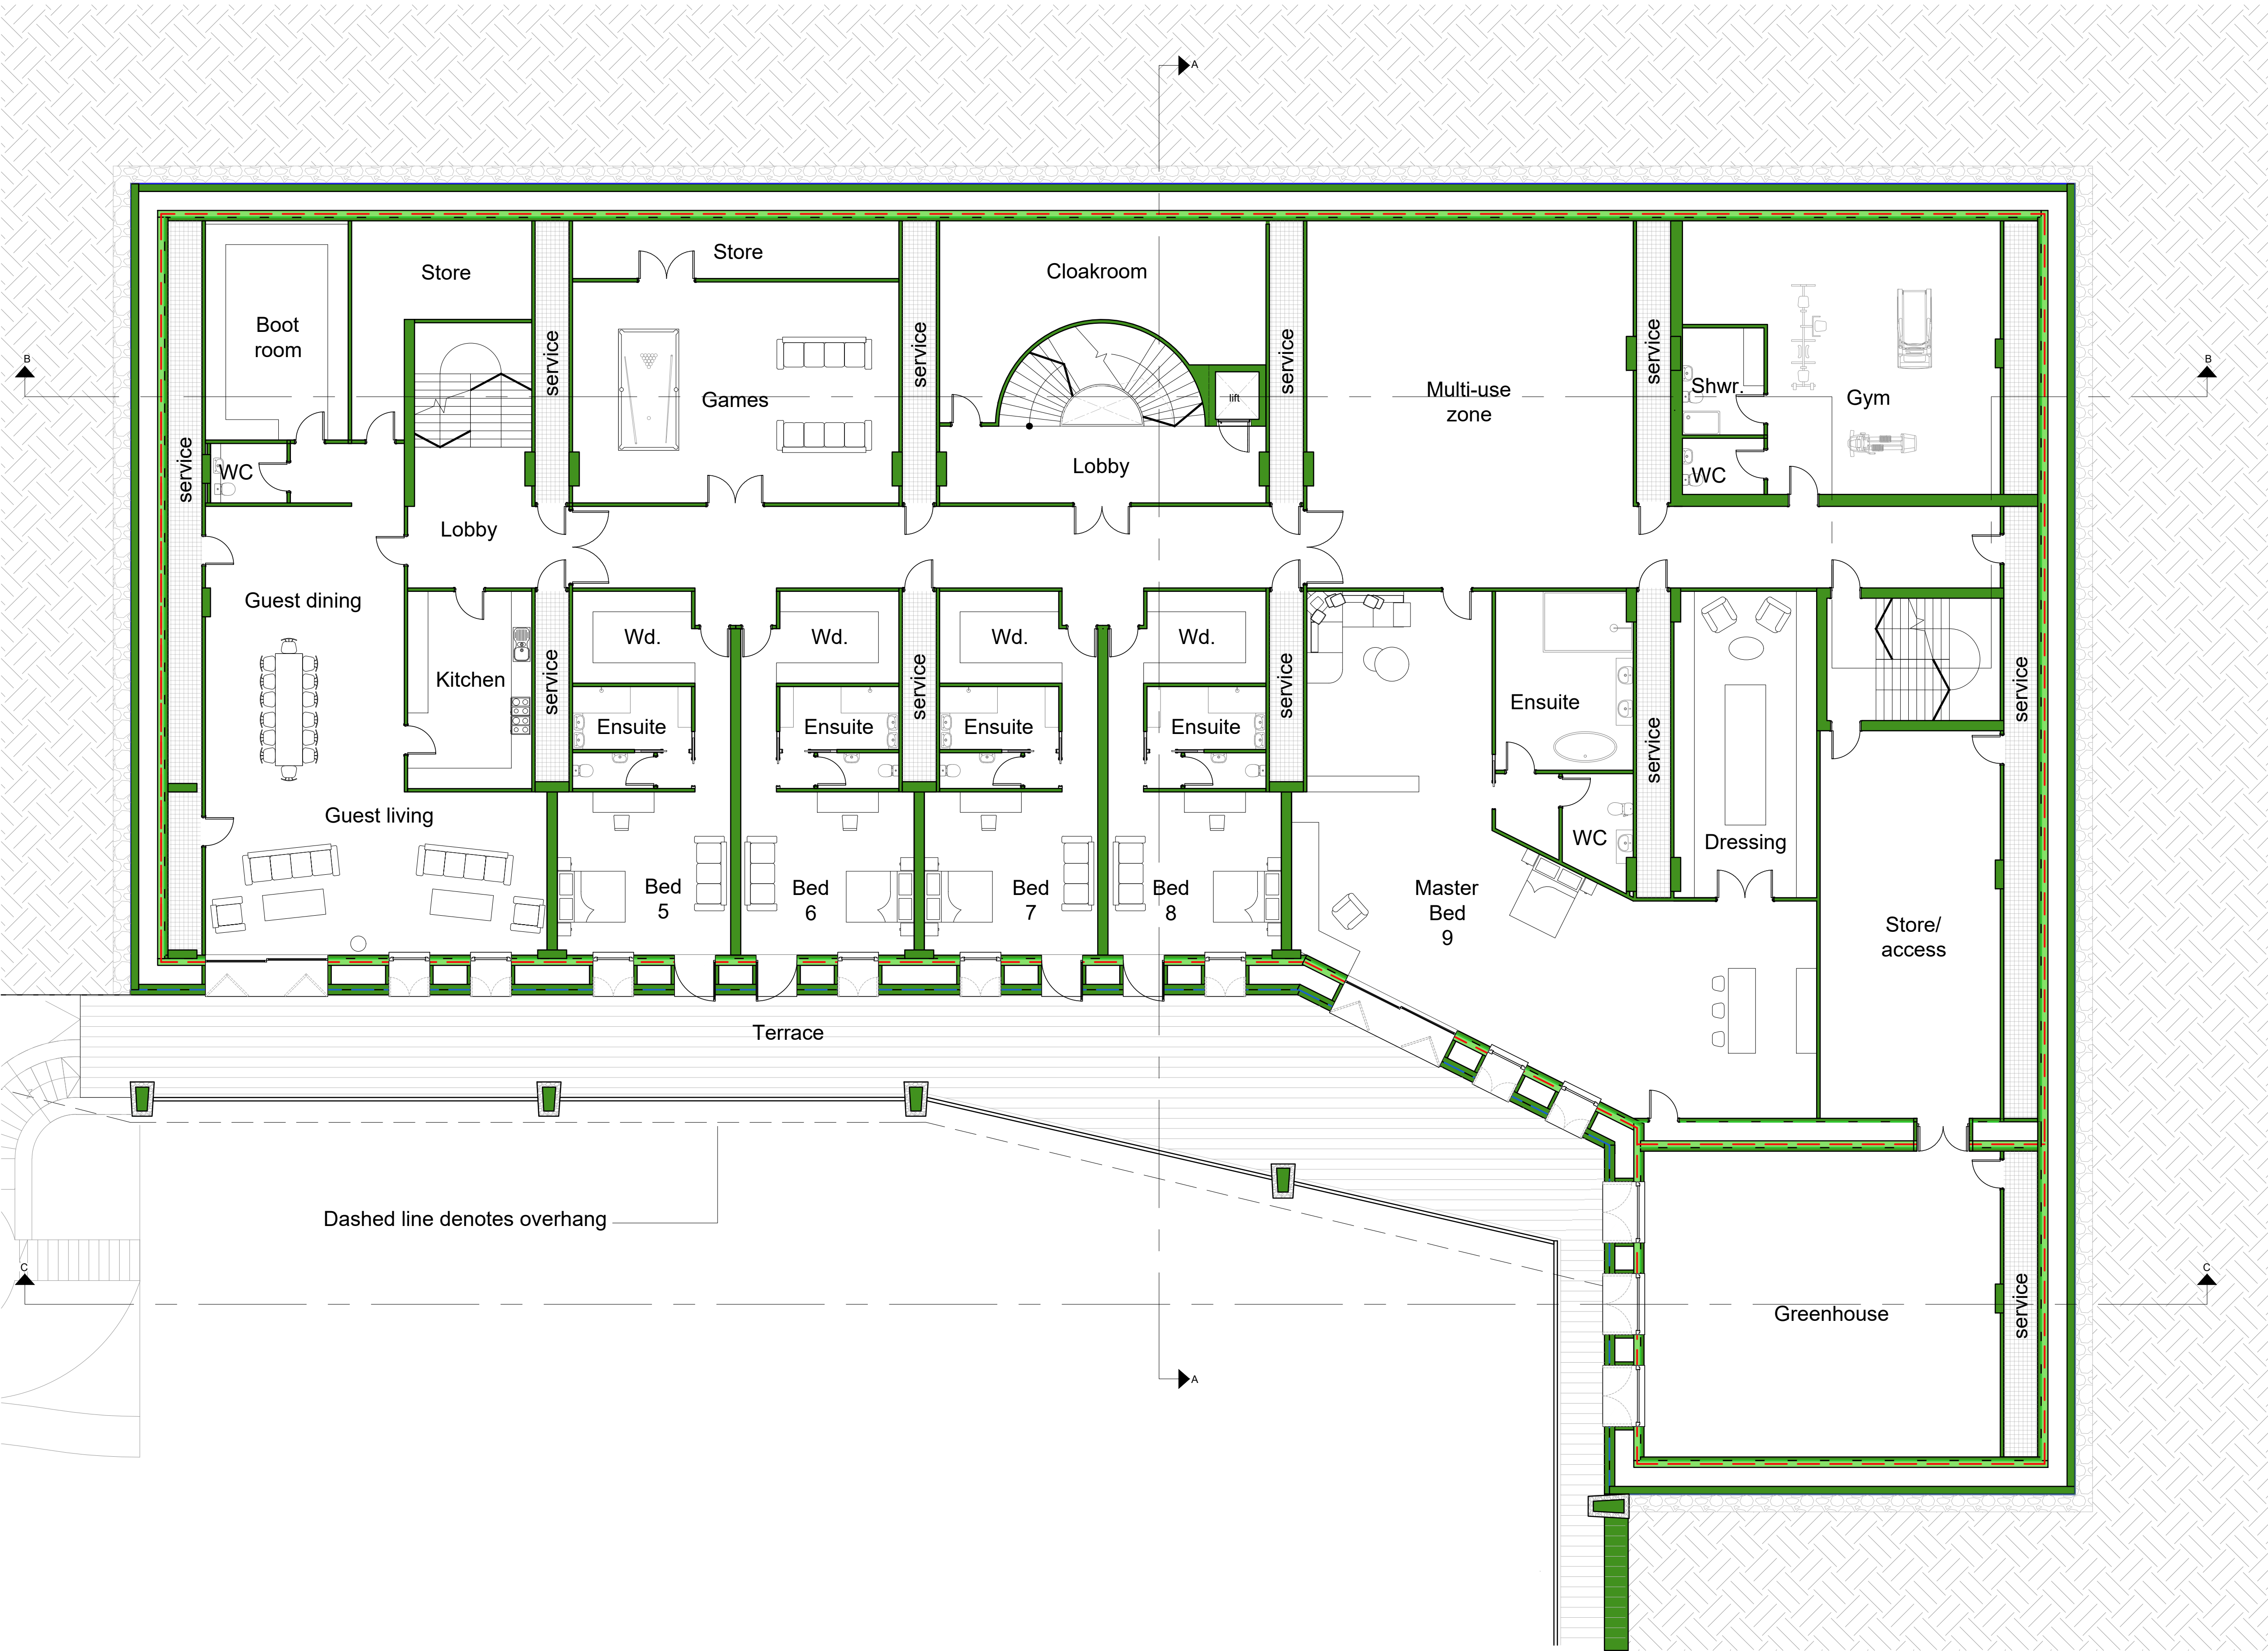 A
Store
Cloakroom
Store
Boot
room
service
service
service
service
B
B
Multi-use
zone
Shwr.
Gym
Games
lift
service
WC
Lobby
WC
Lobby
Guest dining
Wd.
Wd.
Wd.
Wd.
Kitchen
service
service
service
service
Ensuite
Ensuite
Ensuite
Ensuite
Ensuite
service
Guest living
WC
Dressing
Bed
5
Bed
6
Bed
7
Bed
8
Master
Bed
9
Store/
access
Terrace
Dashed line denotes overhang
C
C
Greenhouse
service
A